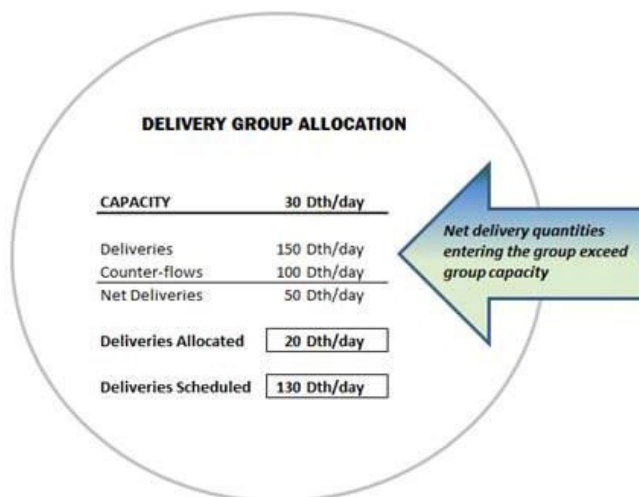 DELIVERY GROUP ALLOCATION
CAPACITY 30 Dth/day
Net delivery quantities
entering the group exceed
group capacity
Deliveries 150 Dth/day
Counter-flows 100 Dth/day
Net Deliveries 50 Dth/day
Deliveries Allocated 20 Dth/day
Deliveries Scheduled 130 Dth/day